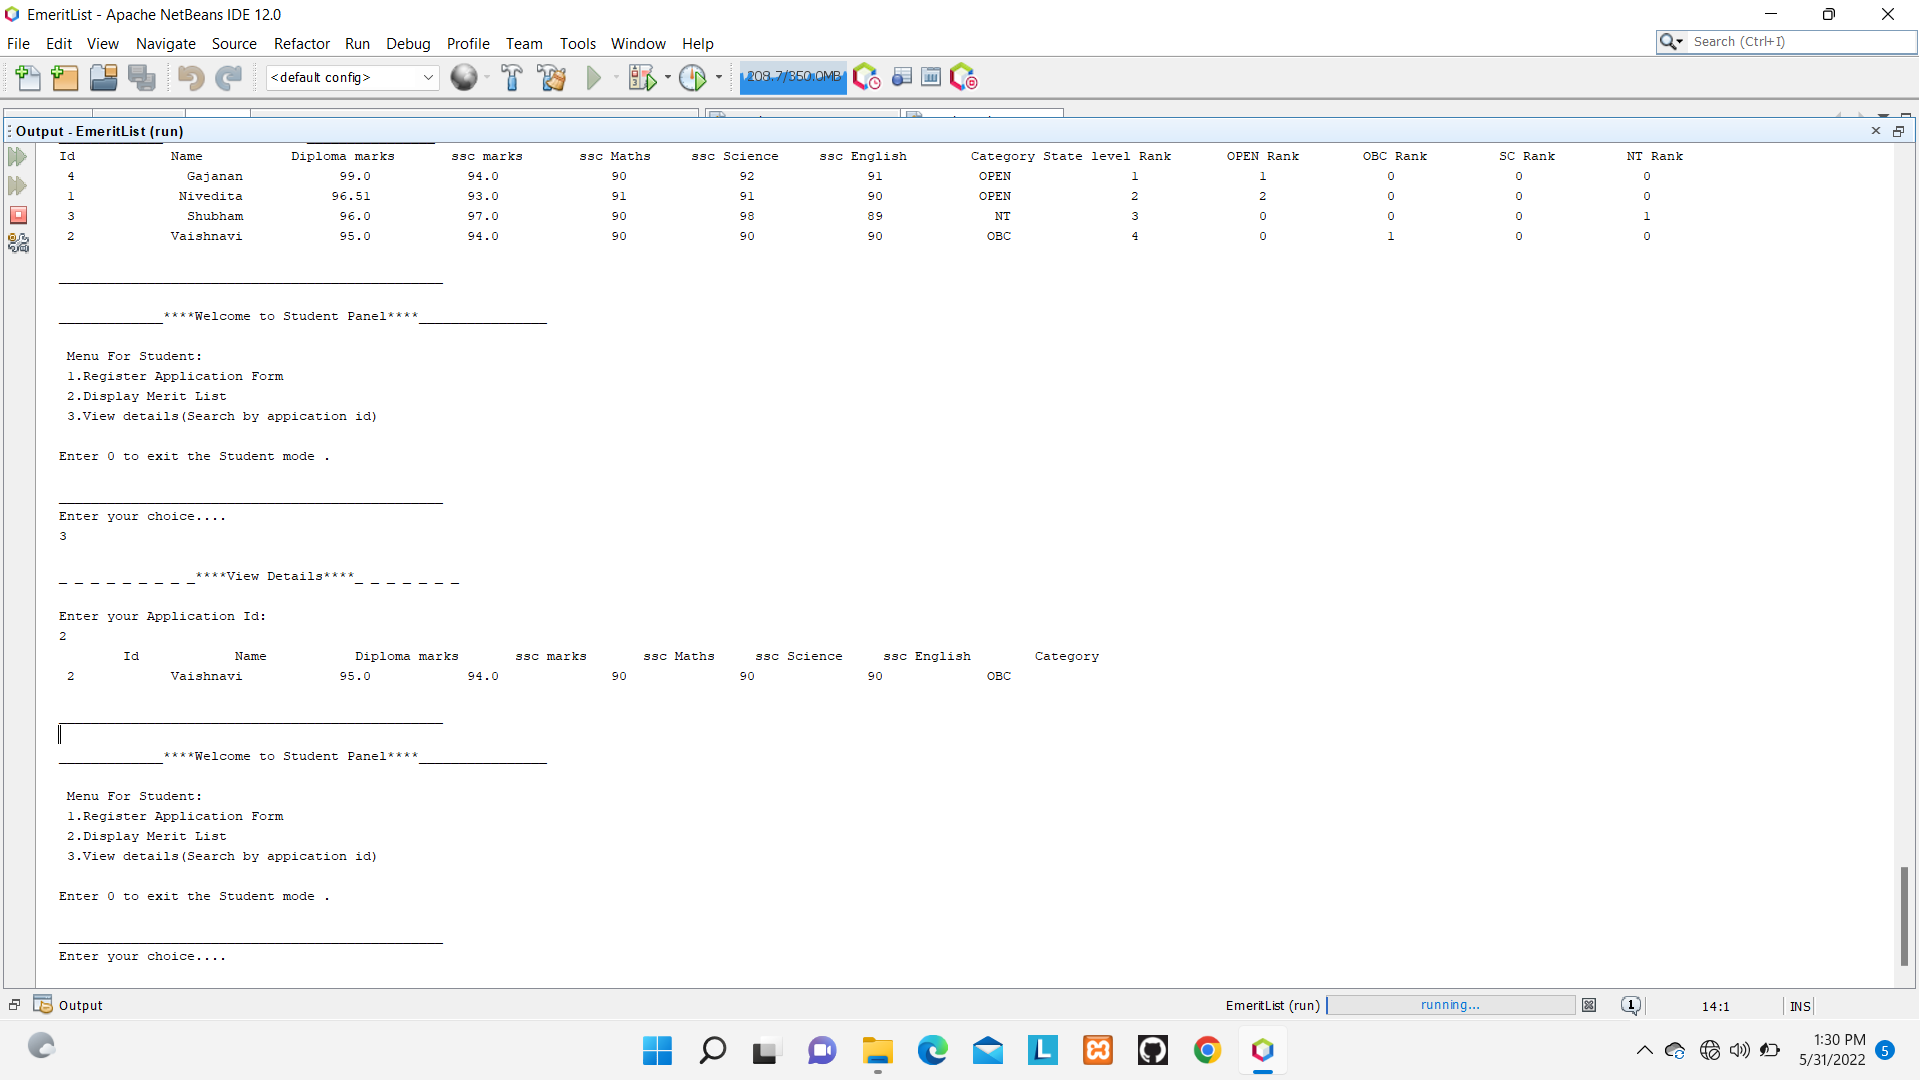 EmeritList - Apache NetBeans IDE 12.0
File Edit View Navigate Source Refactor Run Debug Profile Team Tools Window Help
Search (Ctrl+I)
<default config>
208.7/350.0MB
Output - EmeritList (run)
Id Name Diploma marks ssc marks ssc Maths ssc Science ssc English Category State level Rank OPEN Rank OBC Rank SC Rank NT Rank
4 Gajanan 99.0 94.0 90 92 91 OPEN 1 1 0 0 0
1 Nivedita 96.51 93.0 91 91 90 OPEN 2 2 0 0 0
3 Shubham 96.0 97.0 90 98 89 NT 3 0 0 0 1
2 Vaishnavi 95.0 94.0 90 90 90 OBC 4 0 1 0 0
________________________________________________
_____________****Welcome to Student Panel****________________
Menu For Student:
1.Register Application Form
2.Display Merit List
3.View details(Search by appication id)
Enter 0 to exit the Student mode .
________________________________________________
Enter your choice....
3
_ _ _ _ _ _ _ _ _****View Details****_ _ _ _ _ _ _
Enter your Application Id:
2
Id Name Diploma marks ssc marks ssc Maths ssc Science ssc English Category
2 Vaishnavi 95.0 94.0 90 90 90 OBC
________________________________________________
_____________****Welcome to Student Panel****________________
Menu For Student:
1.Register Application Form
2.Display Merit List
3.View details(Search by appication id)
Enter 0 to exit the Student mode .
________________________________________________
Enter your choice....
Output
EmeritList (run)
running...
14:1
INS
1:30 PM
5/31/2022
5